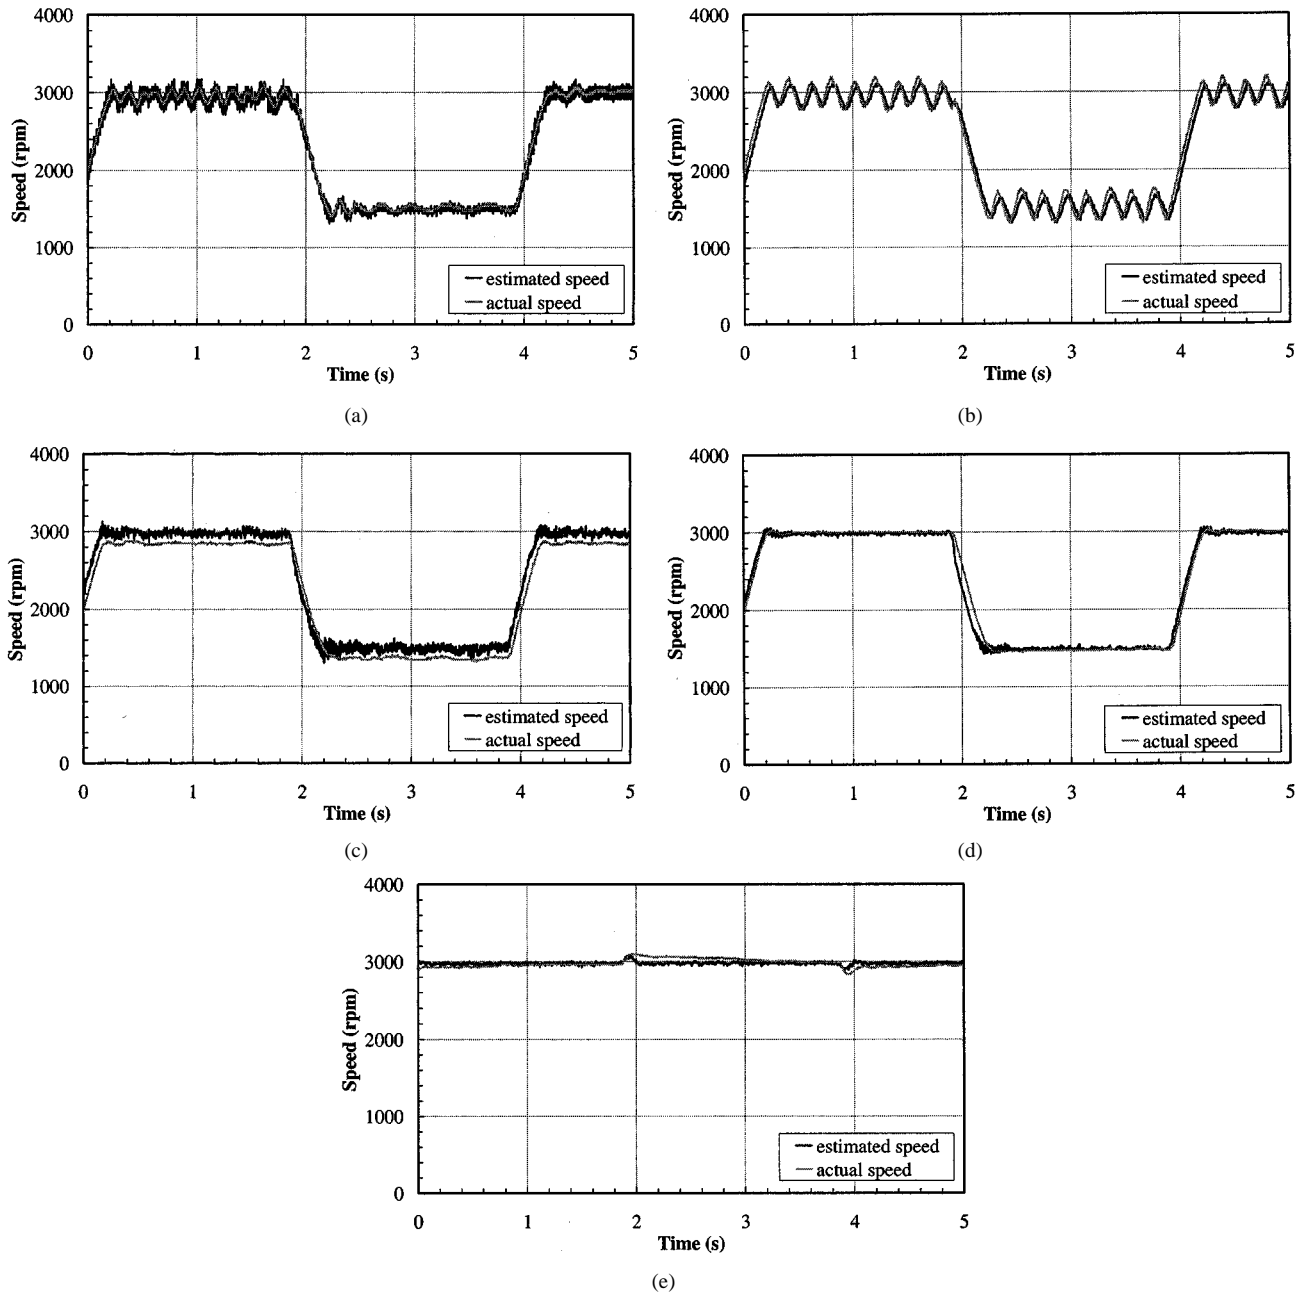 4000
3000
2000
1000
0
Speed (rpm)
estimated speed
actual speed
0 1 2 3 4 5
Time (s)
(a)
4000
3000
2000
1000
0
Speed (rpm)
estimated speed
actual speed
0 1 2 3 4 5
Time (s)
(b)
4000
3000
2000
1000
0
Speed (rpm)
estimated speed
actual speed
0 1 2 3 4 5
Time (s)
(c)
4000
3000
2000
1000
0
Speed (rpm)
estimated speed
actual speed
0 1 2 3 4 5
Time (s)
(d)
4000
3000
2000
1000
0
Speed (rpm)
estimated speed
actual speed
0 1 2 3 4 5
Time (s)
(e)